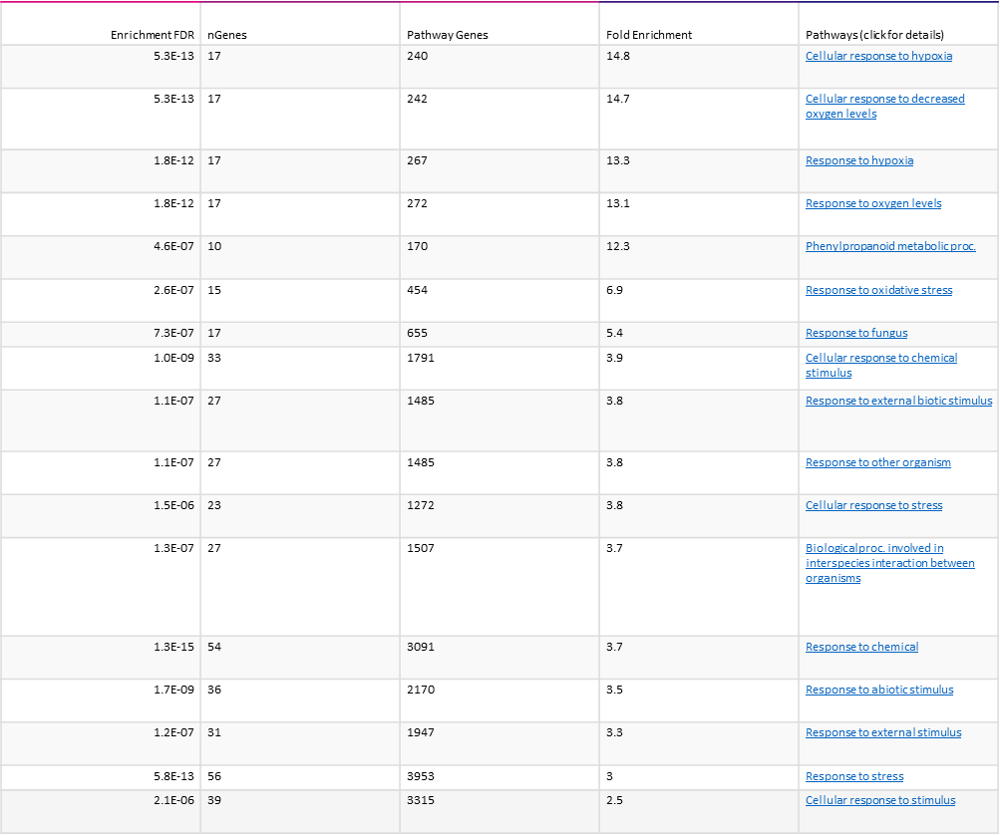 Enrichment FDR nGenes Pathway Genes Fold Enrichment Pathways (click for details)
5.3E-13 17 240 14.8 Cellular response to hypoxia
5.3E-13 17 242 14.7 Cellular response to decreased
oxygen levels
1.8E-12 17 267 13.3 Response to hypoxia
1.8E-12 17 272 13.1 Response to oxygen levels
4.6E-07 10 170 12.3 Phenylpropanoid metabolic proc.
2.6E-07 15 454 6.9 Response to oxidative stress
7.3E-07 17 655 5.4 Response to fungus
1.0E-09 33 1791 3.9 Cellular response to chemical
stimulus
1.1E-07 27 1485 3.8 Response to external biotic stimulus
1.1E-07 27 1485 3.8 Response to other organism
1.5E-06 23 1272 3.8 Cellular response to stress
1.3E-07 27 1507 3.7 Biological proc. involved in
interspecies interaction between
organisms
1.3E-15 54 3091 3.7 Response to chemical
1.7E-09 36 2170 3.5 Response to abiotic stimulus
1.2E-07 31 1947 3.3 Response to external stimulus
5.8E-13 56 3953 3 Response to stress
2.1E-06 39 3315 2.5 Cellular response to stimulus